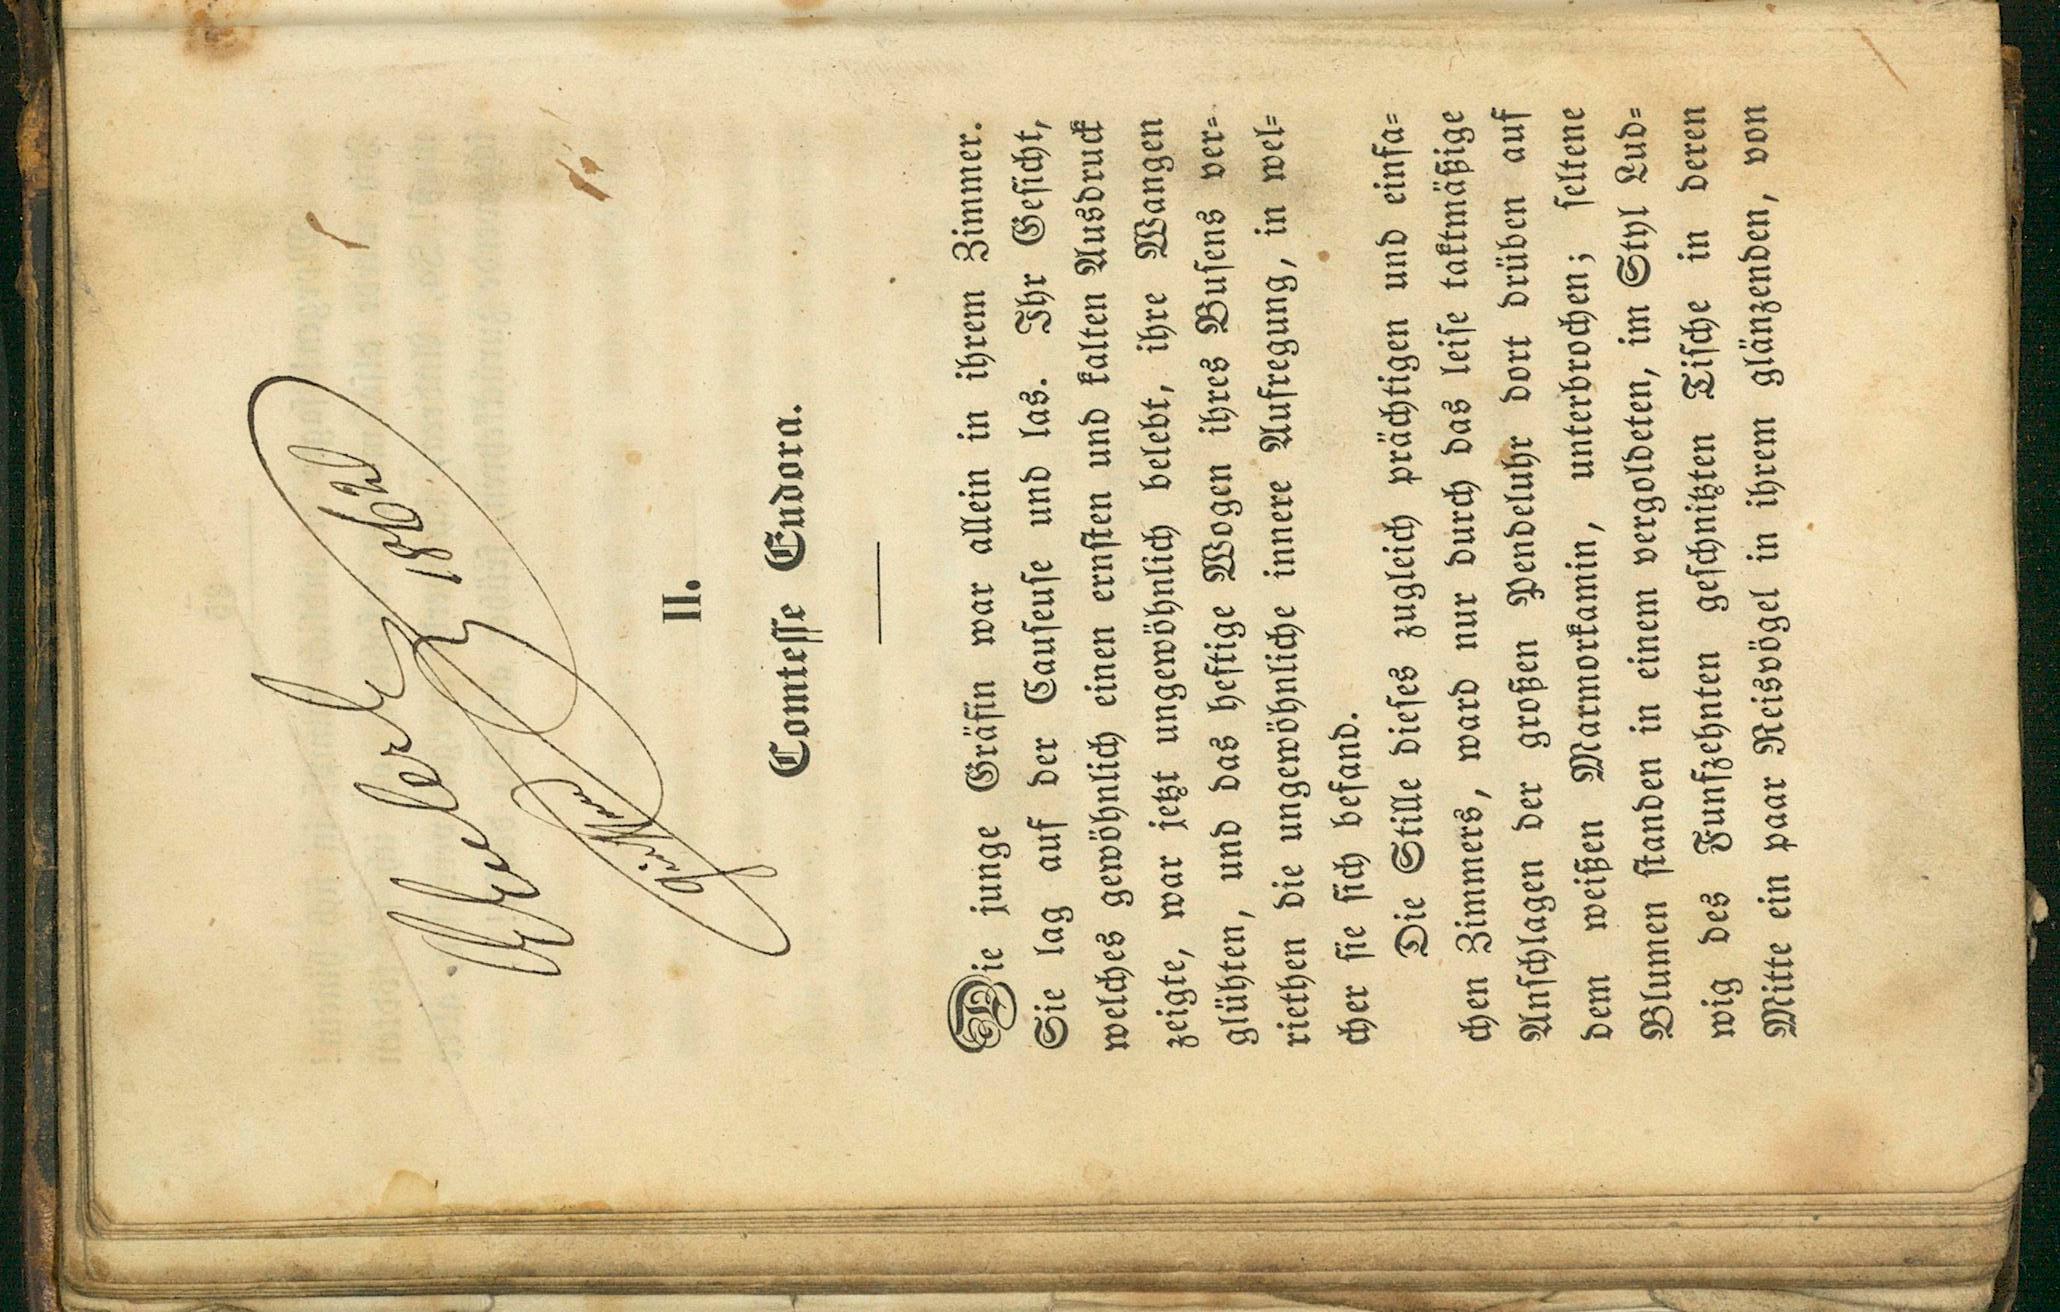 1862
II.
Comtesse Eudora.
Die junge Gräfin war allein in ihrem Zimmer.
Sie lag auf der Causeuse und las. Ihr Gesicht,
welches gewöhnlich einen ernsten und kalten Ausdruck
zeigte, war jetzt ungewöhnlich belebt, ihre Wangen
glühten, und das heftige Wogen ihres Busens ver=
riethen die ungewöhnliche innere Aufregung, in wel=
cher sie sich befand.
Die Stille dieses zugleich prächtigen und einfa=
chen Zimmers, ward nur durch das leise taktmäßige
Anschlagen der großen Pendeluhr dort drüben auf
dem weißen Marmorkamin, unterbrochen; seltene
Blumen standen in einem vergoldeten, im Styl Lud=
wig des Funfzehnten geschnitzten Tische in deren
Mitte ein paar Reisvögel in ihrem glänzenden, von